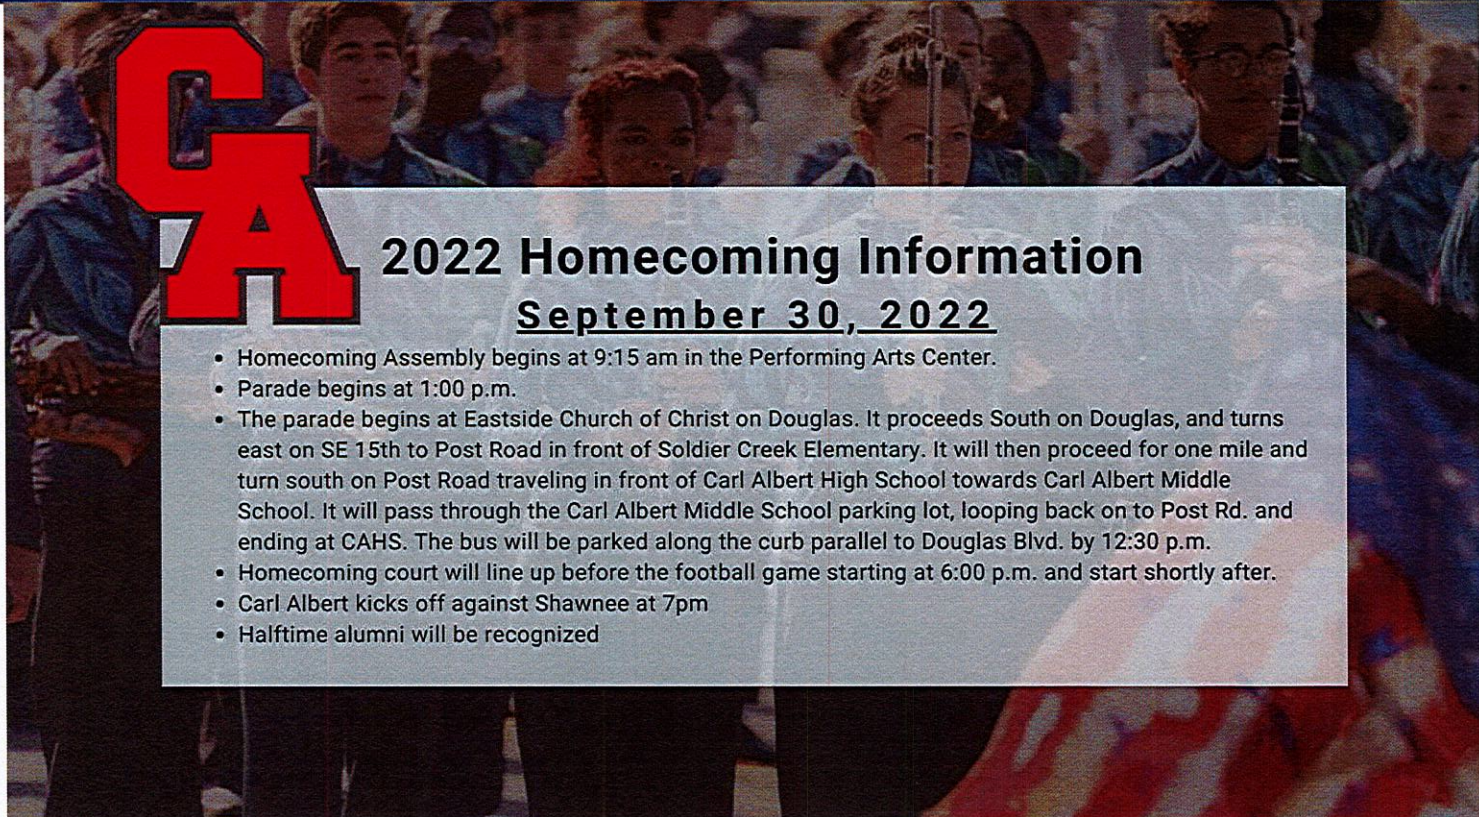 CA
2022 Homecoming Information
September 30, 2022
• Homecoming Assembly begins at 9:15 am in the Performing Arts Center.
• Parade begins at 1:00 p.m.
• The parade begins at Eastside Church of Christ on Douglas. It proceeds South on Douglas, and turns
east on SE 15th to Post Road in front of Soldier Creek Elementary. It will then proceed for one mile and
turn south on Post Road traveling in front of Carl Albert High School towards Carl Albert Middle
School. It will pass through the Carl Albert Middle School parking lot, looping back on to Post Rd. and
ending at CAHS. The bus will be parked along the curb parallel to Douglas Blvd. by 12:30 p.m.
• Homecoming court will line up before the football game starting at 6:00 p.m. and start shortly after.
• Carl Albert kicks off against Shawnee at 7pm
• Halftime alumni will be recognized